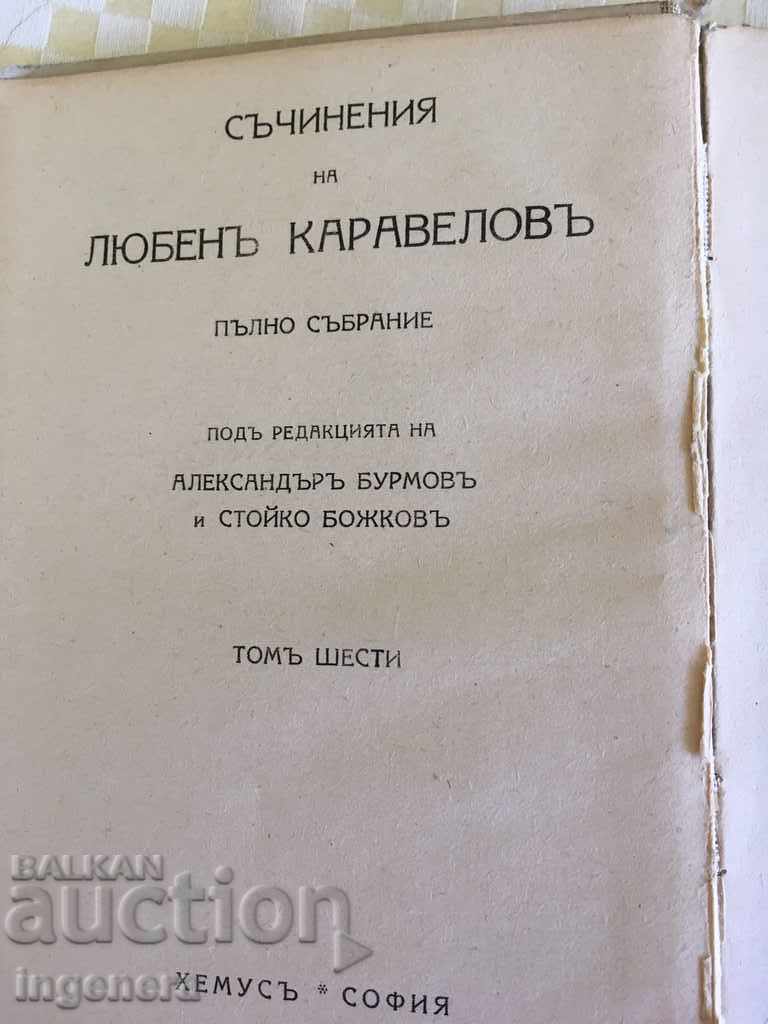 СЪЧИНЕНИЯ
НА
ЛЮБЕНЪ КАРАВЕЛОВЪ
ПЪЛНО СЪБРАНИЕ
ПОДЪ РЕДАКЦИЯТА НА
АЛЕКСАНДЪРЪ БУРМОВЪ
и СТОЙКО БОЖКОВЪ
ТОМЪ ШЕСТИ
BALKAN
auction
ingenera
ХЕМУСЪ * СОФИЯ